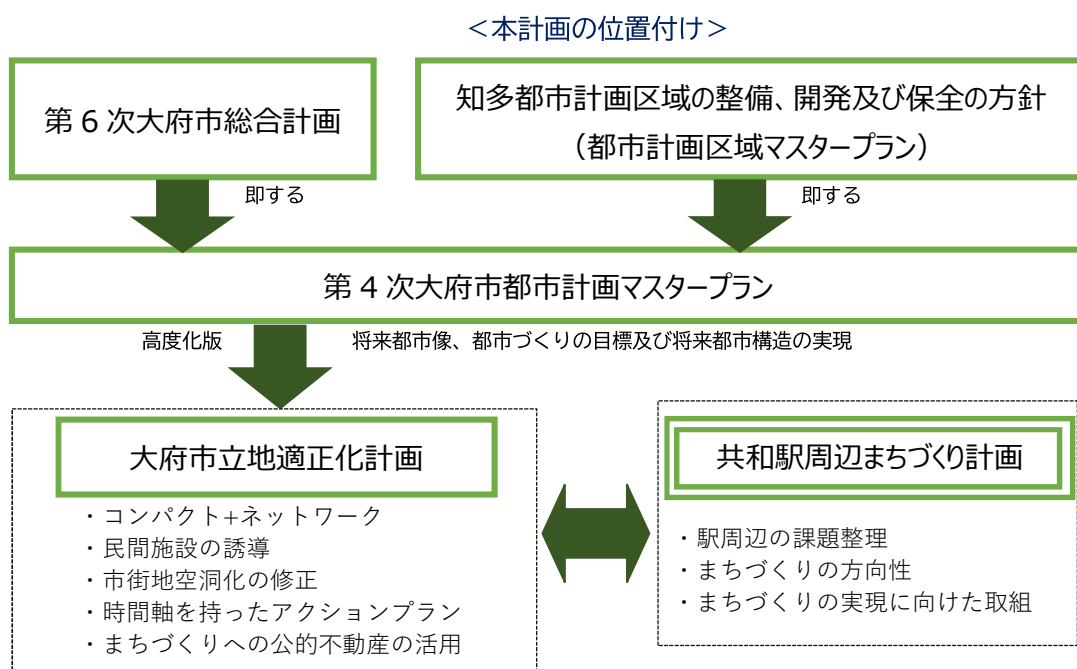 ＜本計画の位置付け＞
第６次大府市総合計画
知多都市計画区域の整備、開発及び保全の方針
（都市計画区域マスタープラン）
即する
即する
第４次大府市都市計画マスタープラン
高度化版
将来都市像、都市づくりの目標及び将来都市構造の実現
大府市立地適正化計画
・コンパクト+ネットワーク
・民間施設の誘導
・市街地空洞化の修正
・時間軸を持ったアクションプラン
・まちづくりへの公的不動産の活用
共和駅周辺まちづくり計画
・駅周辺の課題整理
・まちづくりの方向性
・まちづくりの実現に向けた取組